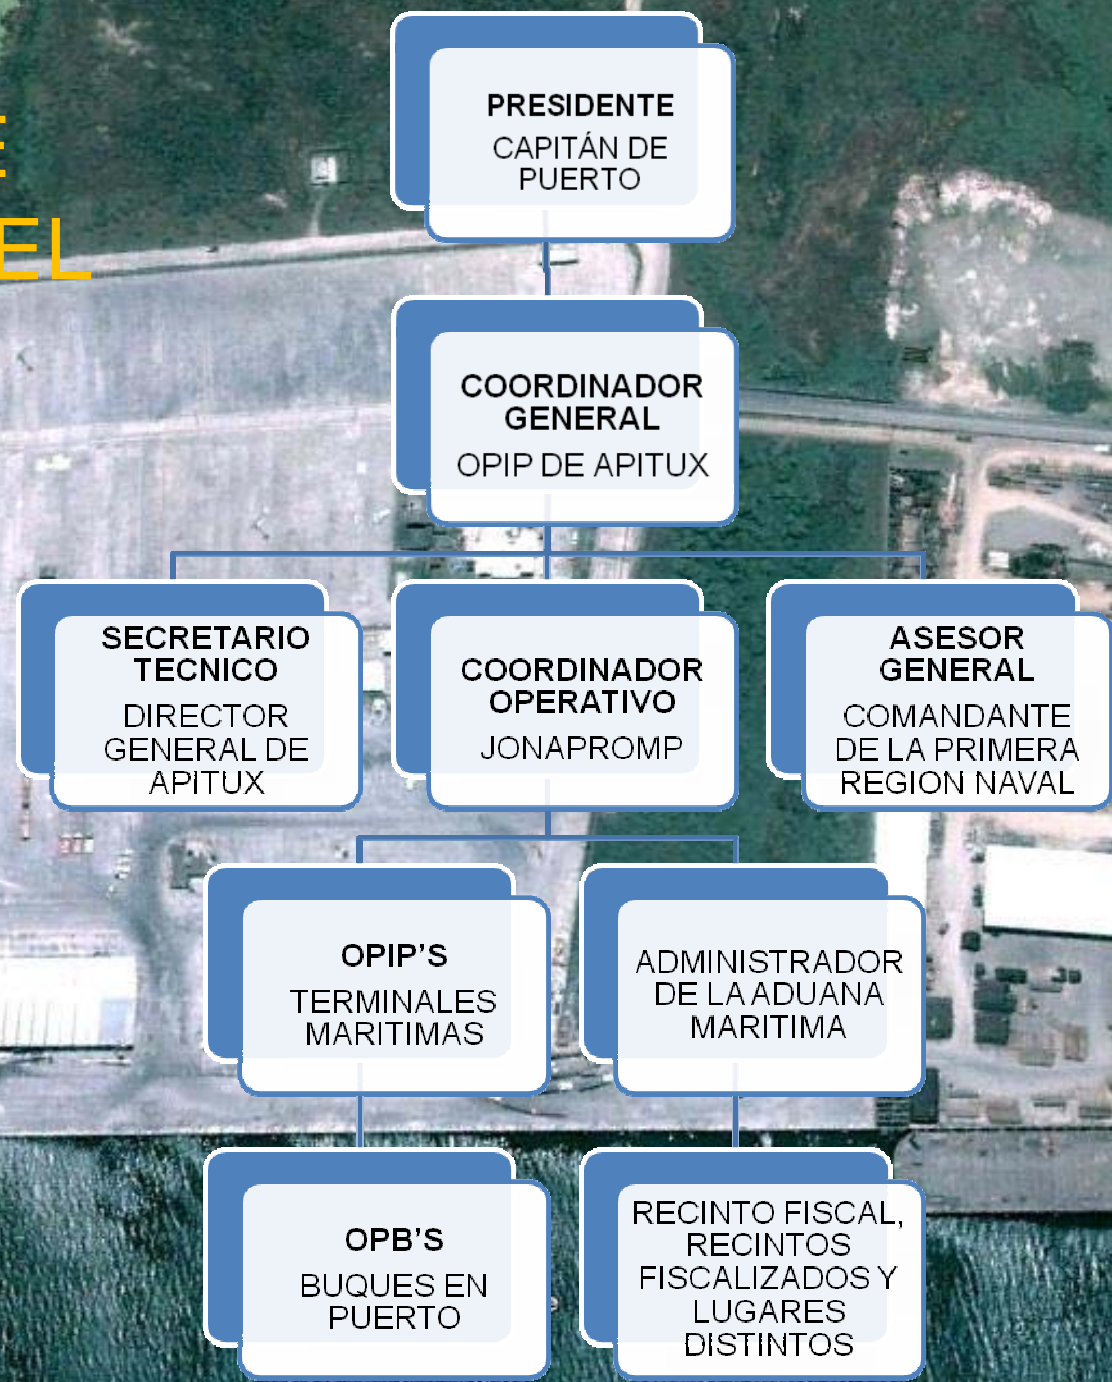 E
EL
PRESIDENTE
CAPITÁN DE
PUERTO
COORDINADOR
GENERAL
OPIP DE APITUX
SECRETARIO
TECNICO
DIRECTOR
GENERAL DE
APITUX
COORDINADOR
OPERATIVO
JONAPROMP
ASESOR
GENERAL
COMANDANTE
DE LA PRIMERA
REGION NAVAL
OPIP'S
TERMINALES
MARITIMAS
ADMINISTRADOR
DE LA ADUANA
MARITIMA
OPB'S
BUQUES EN
PUERTO
RECINTO FISCAL,
RECINTOS
FISCALIZADOS Y
LUGARES
DISTINTOS